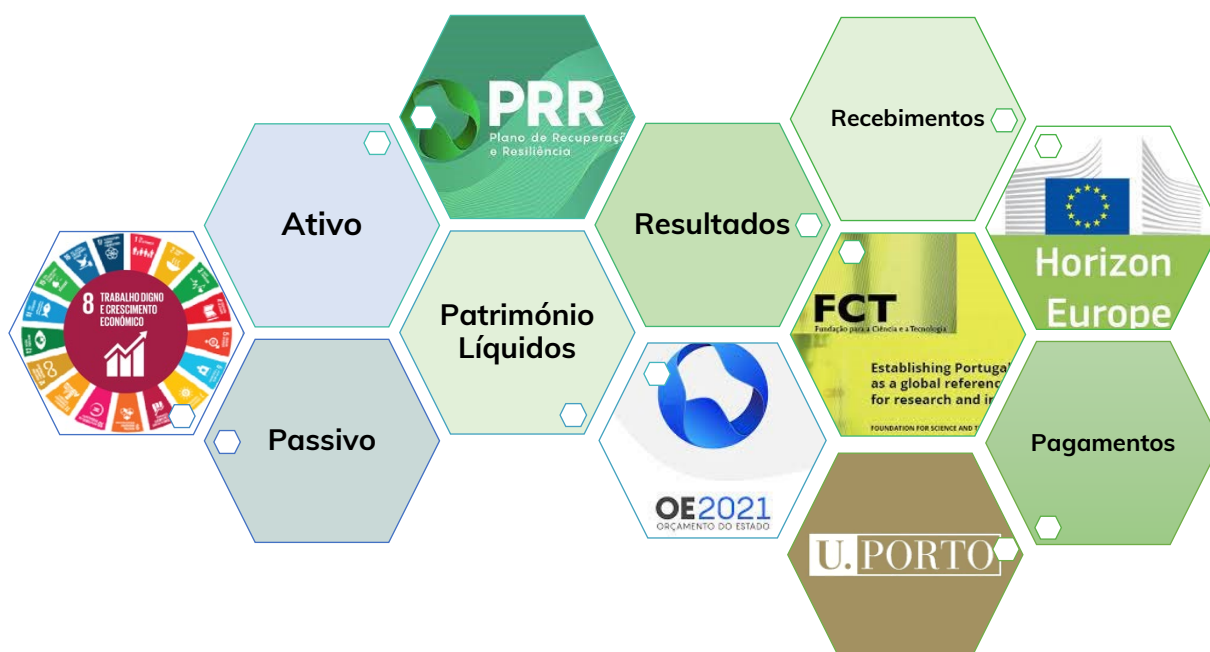 8 TRABALHO DIGNO
E CRESCIMENTO
ECONÓMICO
Ativo
Passivo
PRR
Plano de Recuperaçã
e Resiliência
Património
Líquidos
Resultados
OE2021
ORÇAMENTO DO ESTADO
Recebimentos
FCT
Fundação para a Ciência e a Tecnologia
Establishing Portugal
as a global referenc
for research and in
FOUNDATION FOR SCIENCE AND T
U.PORTO
Horizon
Europe
Pagamentos